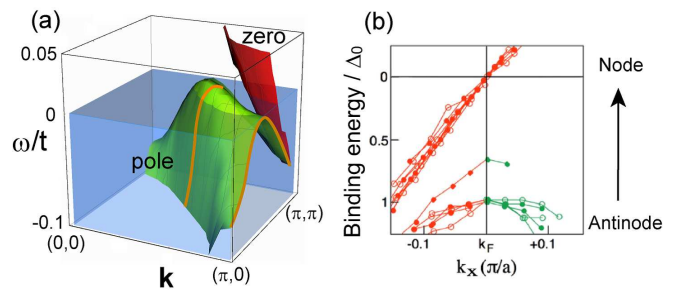 (a)
zero
0.05
0
ω/t
pole
-0.1
(0,0)
k
(π,0)
(π,π)
(b)
Binding energy / Δ0
0
0.5
1
-0.1
kF
+0.1
kx(π/a)
Node
Antinode